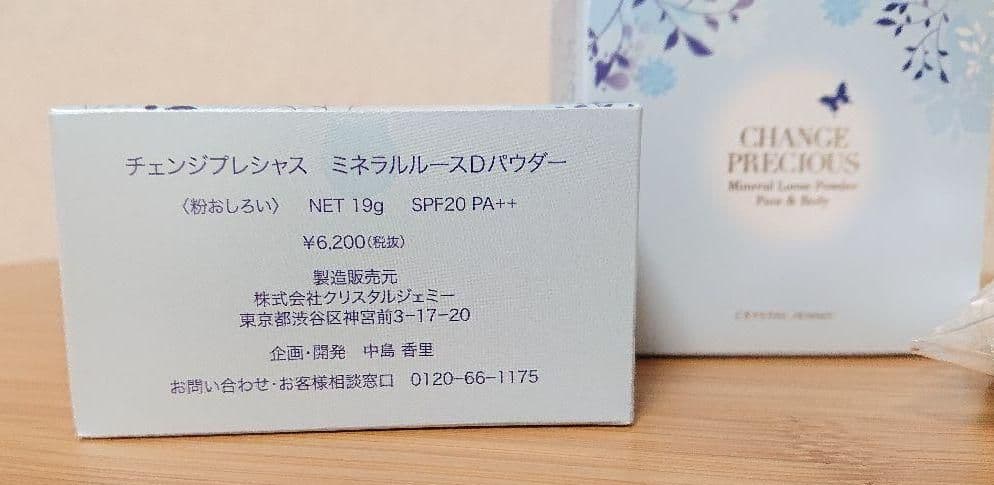 チェンジプレシャス ミネラルルースDパウダー
〈粉おしろい〉 NET 19g SPF20 PA++
¥6,200(税抜)
製造販売元
株式会社クリスタルジェミー
東京都渋谷区神宮前3-17-20
企画・開発 中島 香里
お問い合わせ・お客様相談窓口 0120-66-1175
CHANGE
PRECIOUS
Mineral Loose Powder
Face & Body
CRYSTAL JEMMY